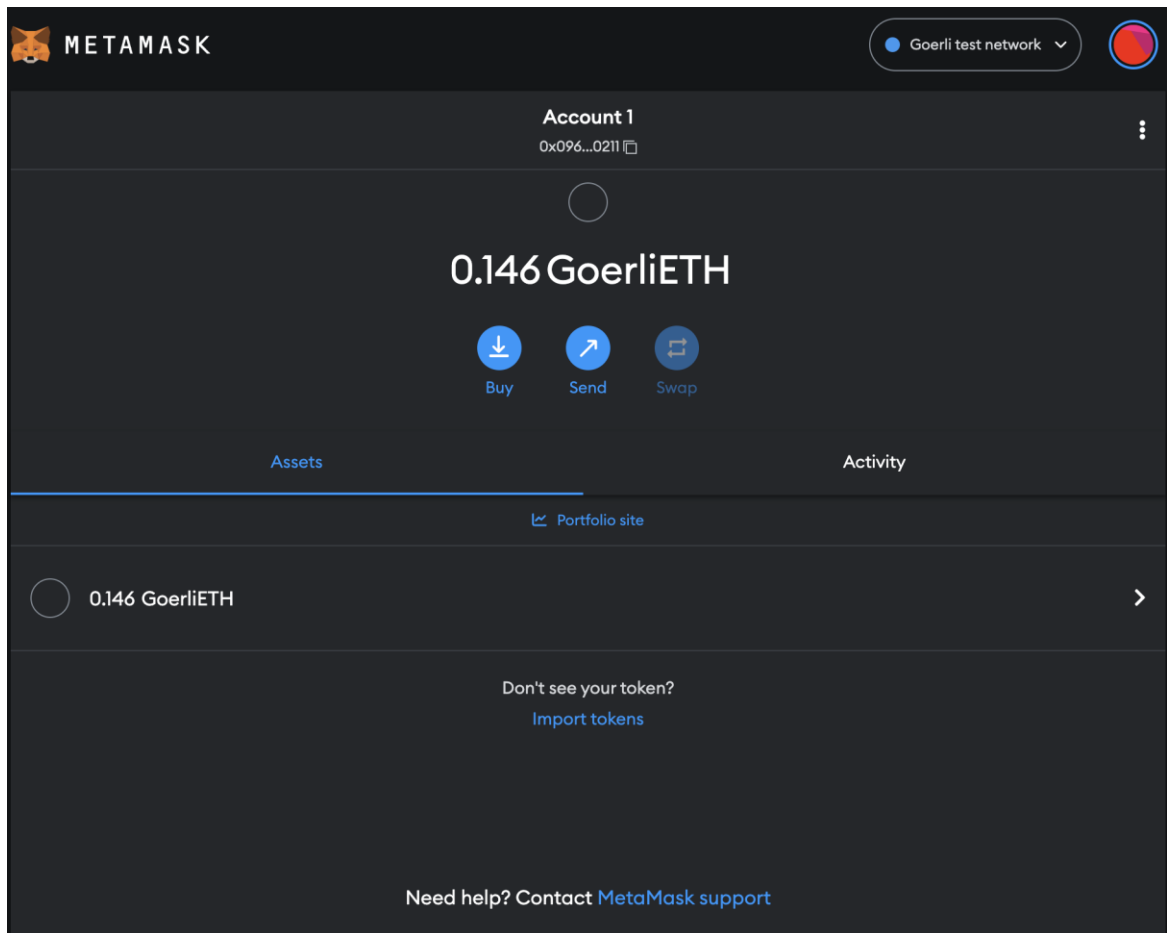 METAMASK
Goerli test network
Account 1
0x096...0211
0.146 GoerliETH
Buy
Send
Swap
Assets
Activity
Portfolio site
0.146 GoerliETH
Don't see your token?
Import tokens
Need help? Contact MetaMask support